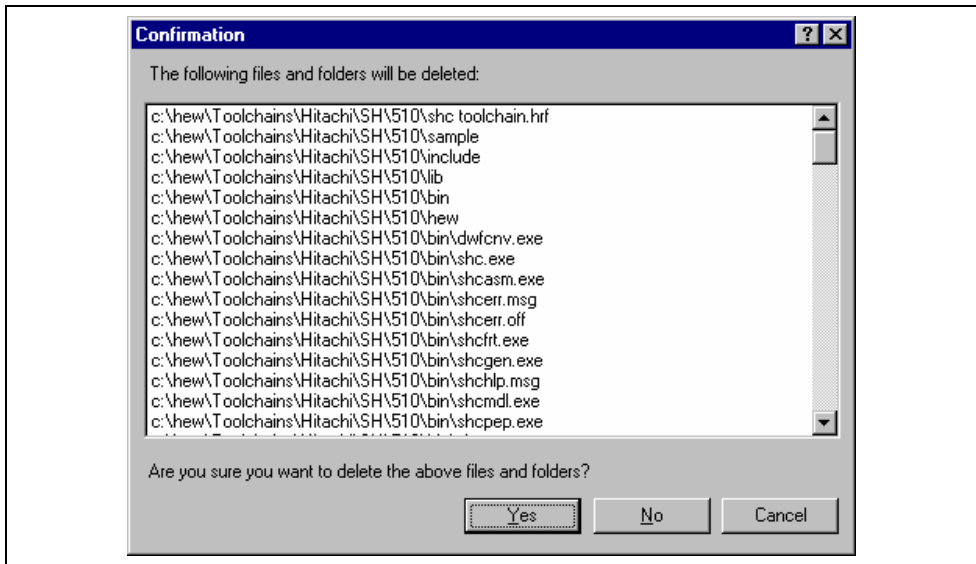 Confirmation
The following files and folders will be deleted:
c:\hew\Toolchains\Hitachi\SH\510\shc toolchain.hrf
c:\hew\Toolchains\Hitachi\SH\510\sample
c:\hew\Toolchains\Hitachi\SH\510\include
c:\hew\Toolchains\Hitachi\SH\510\lib
c:\hew\Toolchains\Hitachi\SH\510\bin
c:\hew\Toolchains\Hitachi\SH\510\hew
c:\hew\Toolchains\Hitachi\SH\510\bin\dwfcnv.exe
c:\hew\Toolchains\Hitachi\SH\510\bin\shc.exe
c:\hew\Toolchains\Hitachi\SH\510\bin\shcasm.exe
c:\hew\Toolchains\Hitachi\SH\510\bin\shcerr.msg
c:\hew\Toolchains\Hitachi\SH\510\bin\shcerr.off
c:\hew\Toolchains\Hitachi\SH\510\bin\shcfrt.exe
c:\hew\Toolchains\Hitachi\SH\510\bin\shcgen.exe
c:\hew\Toolchains\Hitachi\SH\510\bin\shchlp.msg
c:\hew\Toolchains\Hitachi\SH\510\bin\shcmdl.exe
c:\hew\Toolchains\Hitachi\SH\510\bin\shcpep.exe
Are you sure you want to delete the above files and folders?
Yes No Cancel